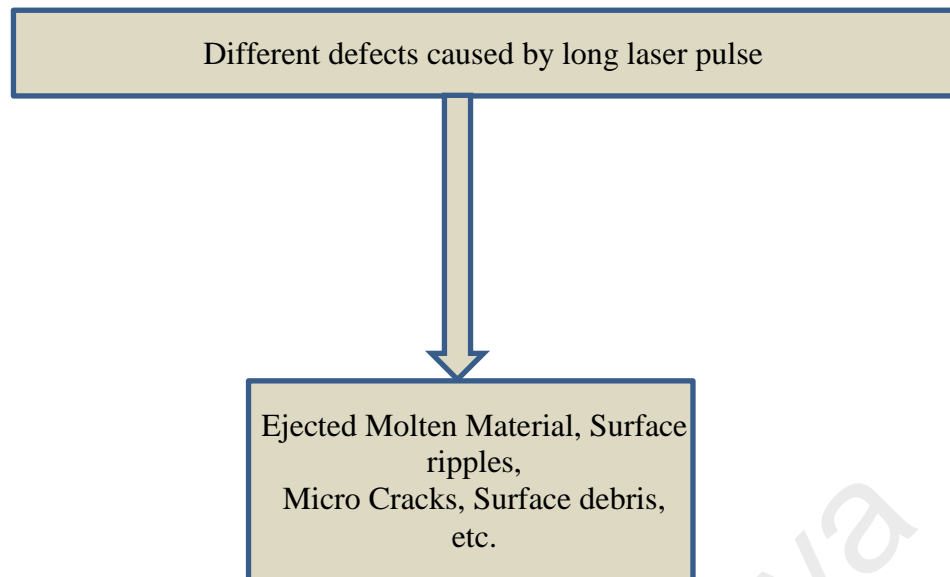 Different defects caused by long laser pulse
Ejected Molten Material, Surface
ripples,
Micro Cracks, Surface debris,
etc.